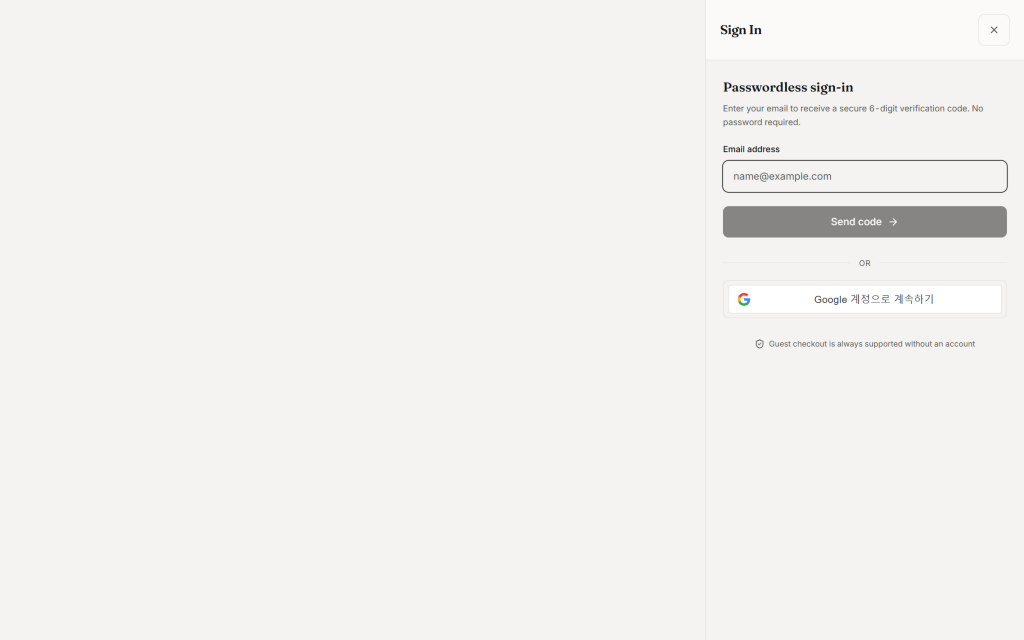 Sign In
Passwordless sign-in
Enter your email to receive a secure 6-digit verification code. No
password required.
Email address
name@example.com
Send code →
OR
Google 계정으로 계속하기
Guest checkout is always supported without an account